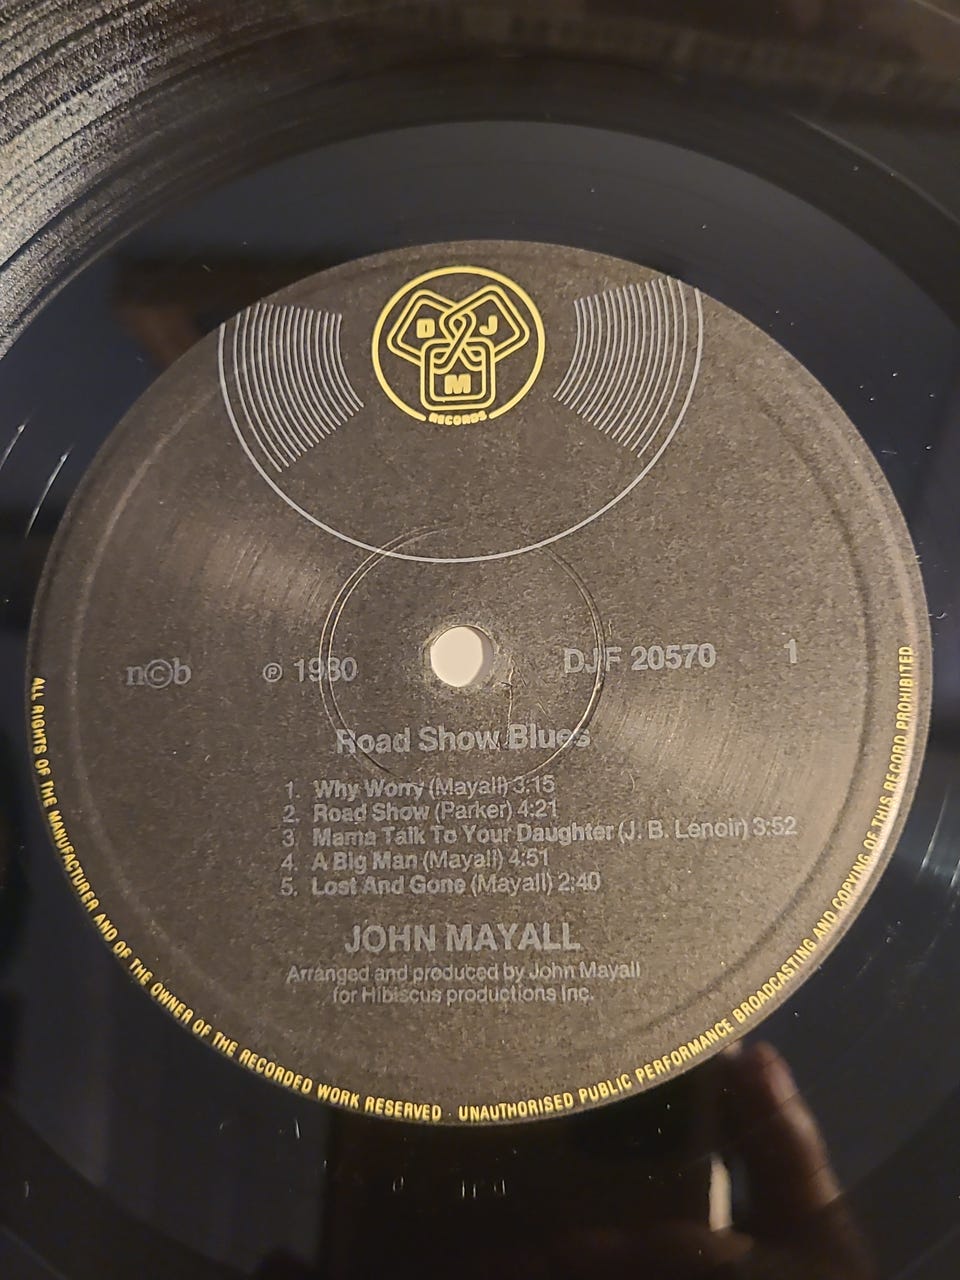 D J
M
RECORDS
n©b ℗ 1980 DJF 20570 1
Road Show Blues
1. Why Worry (Mayall) 3:15
2. Road Show (Parker) 4:21
3. Mama Talk To Your Daughter (J. B. Lenoir) 3:52
4. A Big Man (Mayall) 4:51
5. Lost And Gone (Mayall) 2:40
JOHN MAYALL
Arranged and produced by John Mayall
for Hibiscus productions Inc.
ALL RIGHTS OF THE MANUFACTURER AND OF THE OWNER OF THE RECORDED WORK RESERVED · UNAUTHORISED PUBLIC PERFORMANCE BROADCASTING AND COPYING OF THIS RECORD PROHIBITED